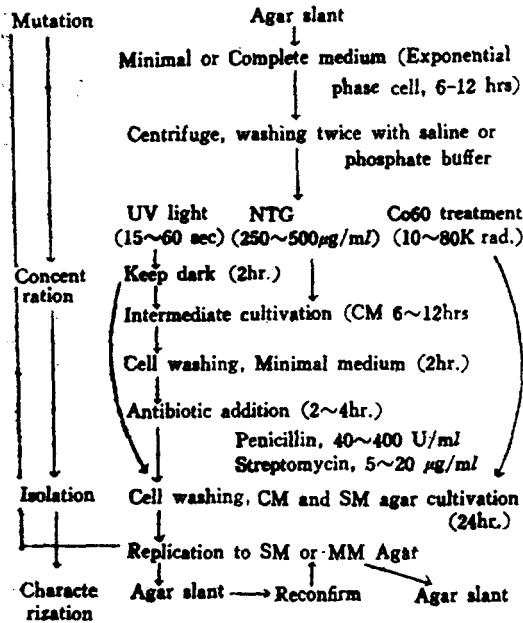 Mutation
Agar slant
Minimal or Complete medium (Exponential
phase cell, 6-12 hrs)
Centrifuge, washing twice with saline or
phosphate buffer
UV light NTG Co60 treatment
(15~60 sec) (250~500μg/ml) (10~80K rad.)
Concent
ration
Keep dark (2hr.)
Intermediate cultivation (CM 6~12hrs
Cell washing, Minimal medium (2hr.)
Antibiotic addition (2~4hr.)
Penicillin, 40~400 U/ml
Streptomycin, 5~20 μg/ml
Isolation
Cell washing, CM and SM agar cultivation
(24hr.)
Replication to SM or MM Agar
Characte
rization
Agar slant Reconfirm Agar slant